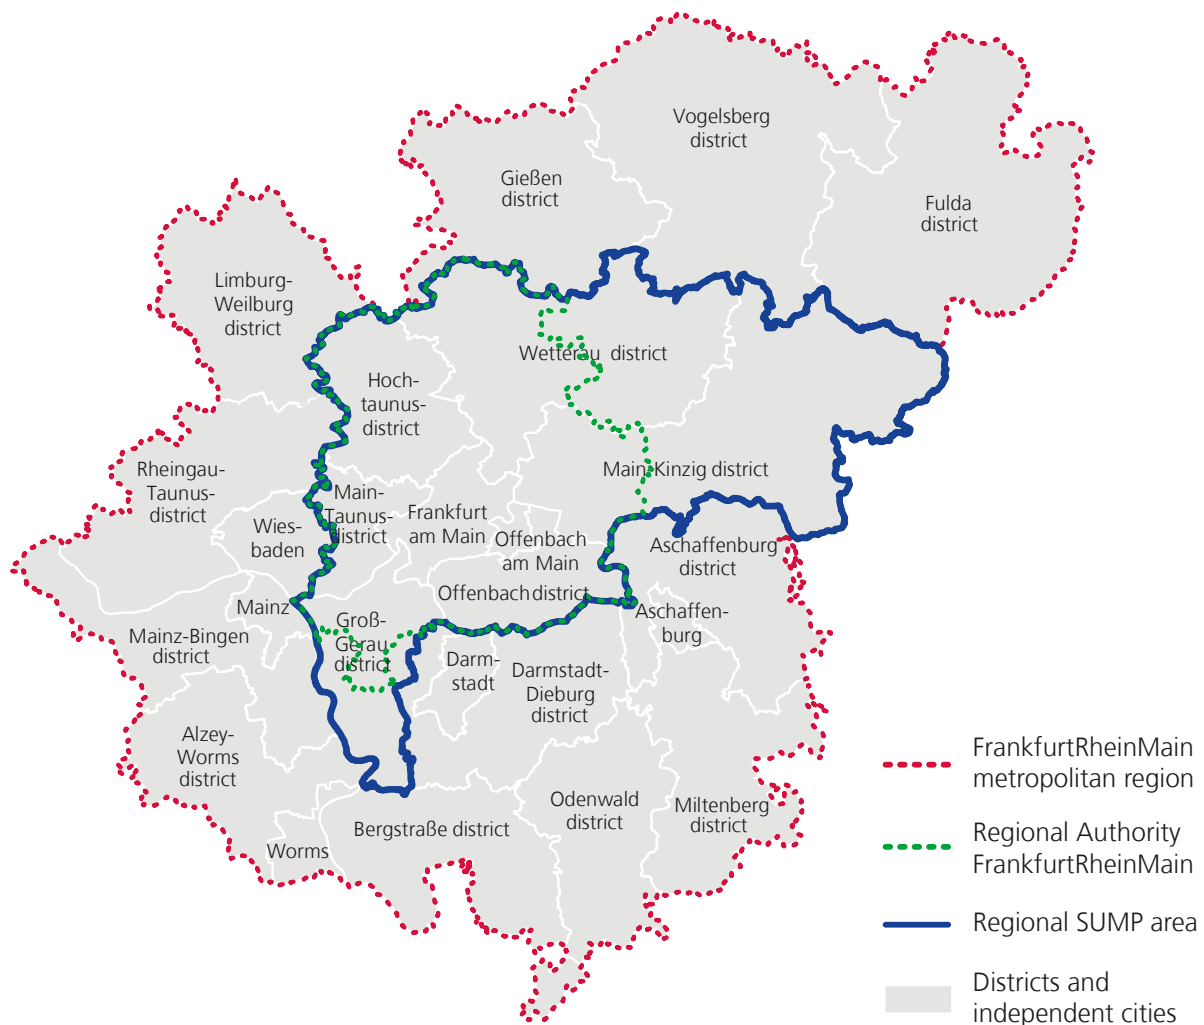 Vogelsberg
district
Gießen
district
Fulda
district
Limburg-
Weilburg
district
Wetterau district
Hoch-
taunus-
district
Rheingau-
Taunus-
district
Main-Kinzig district
Main-
Taunus-
district
Frankfurt
am Main
Wies-
baden
Offenbach
am Main
Aschaffenburg
district
Offenbach district
Mainz
Aschaffen-
burg
Groß-
Gerau
district
Mainz-Bingen
district
Darm-
stadt
Darmstadt-
Dieburg
district
Alzey-
Worms
district
Odenwald
district
Miltenberg
district
Bergstraße district
Worms
FrankfurtRheinMain
metropolitan region
Regional Authority
FrankfurtRheinMain
Regional SUMP area
Districts and
independent cities